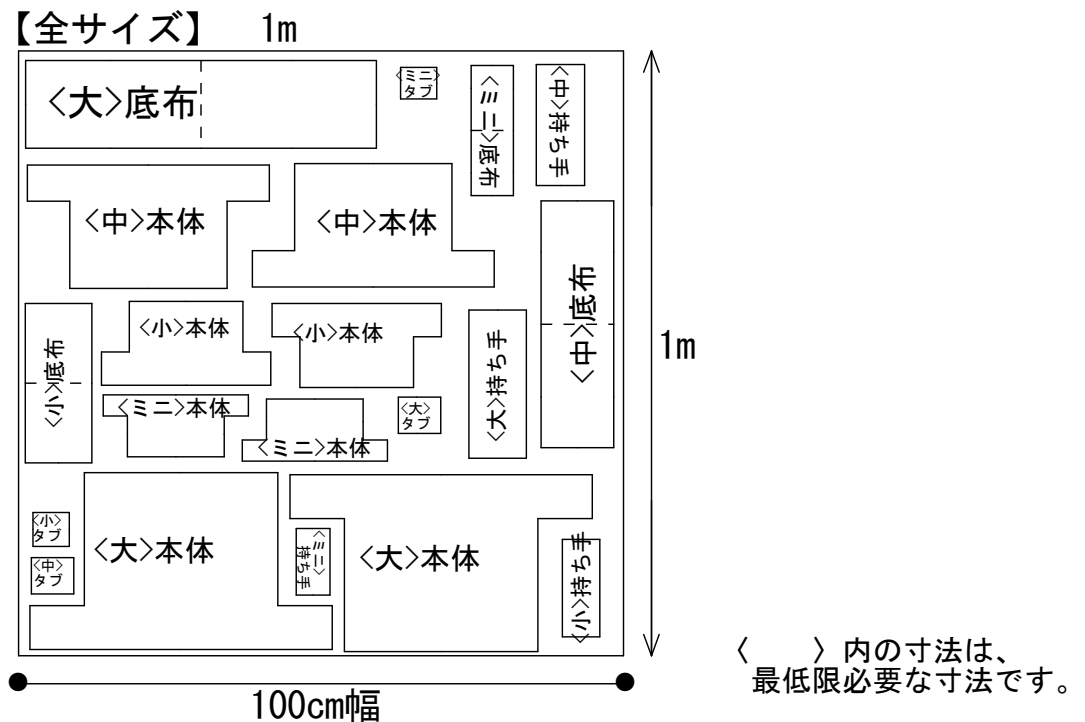 【全サイズ】 1m
〈大〉底布
〈ミニ〉
タブ
〈ミニ〉底布
〈中〉持ち手
〈中〉本体
〈中〉本体
〈中〉底布
〈小〉底布
〈小〉本体
〈小〉本体
〈大〉持ち手
1m
〈ミニ〉本体
〈ミニ〉本体
〈大〉
タブ
〈小〉
タブ
〈中〉
タブ
〈大〉本体
〈ミニ〉
持ち手
〈大〉本体
〈小〉持ち手
〈　　〉内の寸法は、
最低限必要な寸法です。
100cm幅